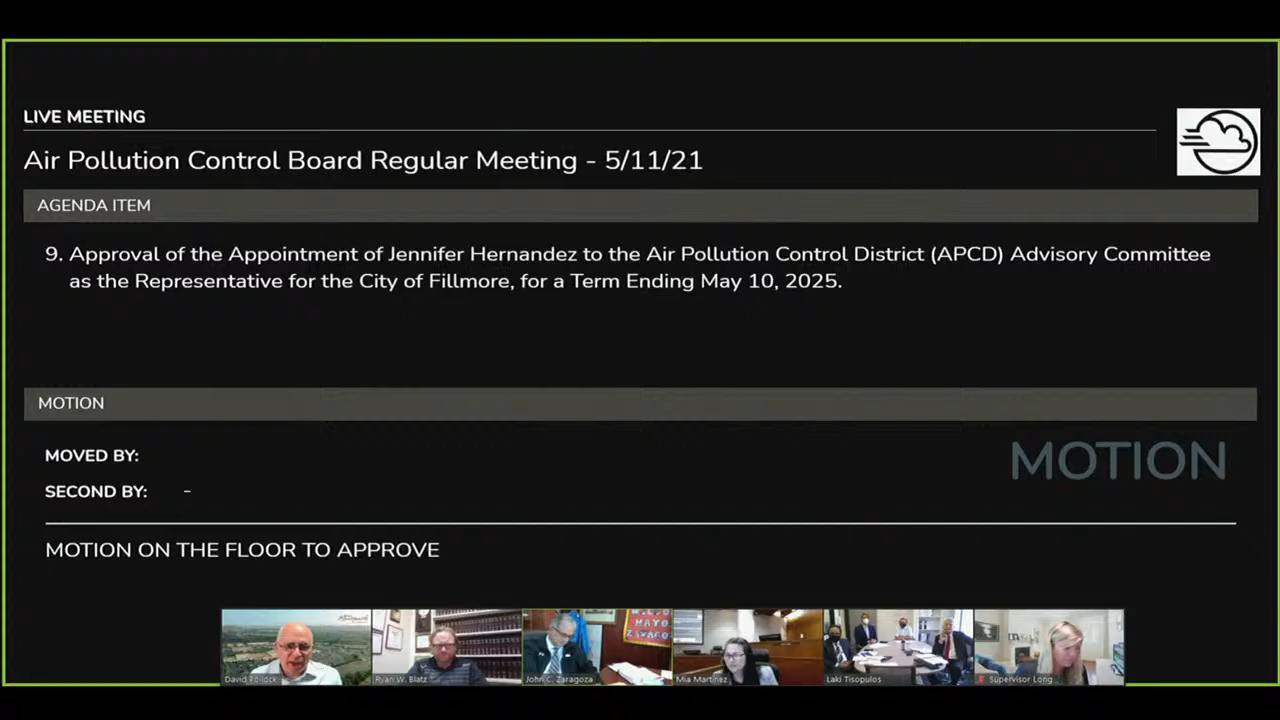 LIVE MEETING
Air Pollution Control Board Regular Meeting - 5/11/21
AGENDA ITEM
9. Approval of the Appointment of Jennifer Hernandez to the Air Pollution Control District (APCD) Advisory Committee
as the Representative for the City of Fillmore, for a Term Ending May 10, 2025.
MOTION
MOVED BY:
MOTION
SECOND BY: -
MOTION ON THE FLOOR TO APPROVE
MAYO
ZARAGO
David Pollock
Ryan W. Blatz
John C. Zaragoza
Mia Martinez
Laki Tisopulos
Supervisor Long